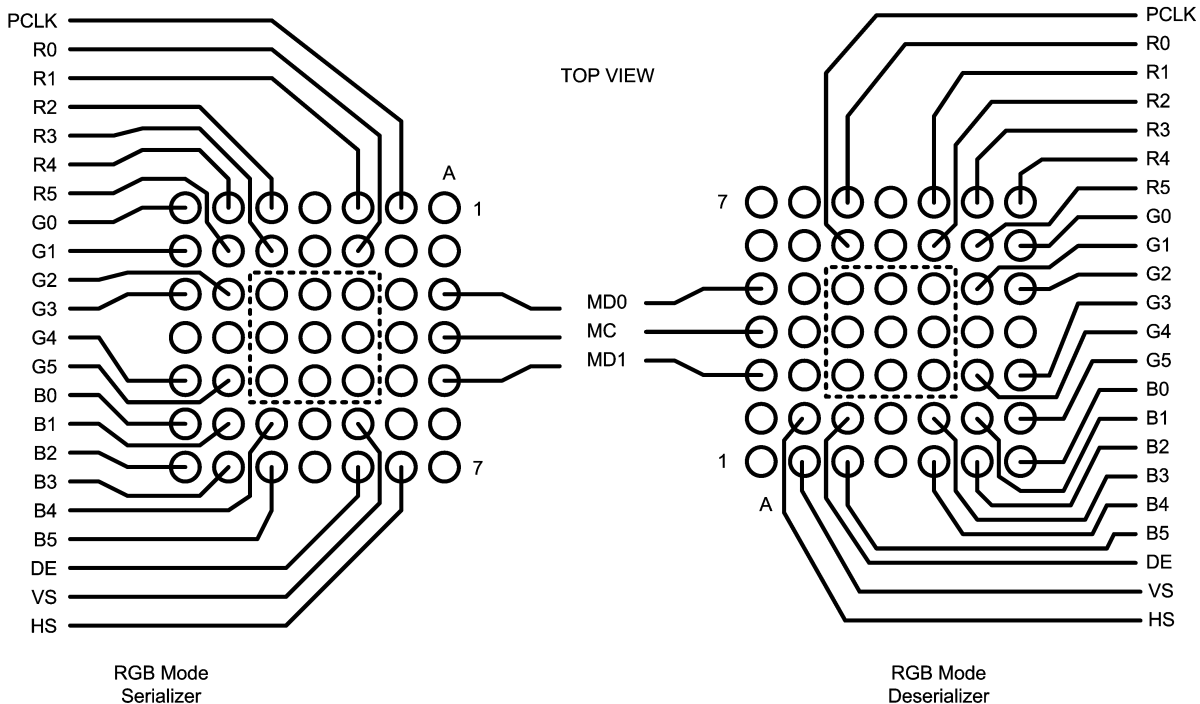 PCLK
R0
R1
R2
R3
R4
R5
G0
G1
G2
G3
G4
G5
B0
B1
B2
B3
B4
B5
DE
VS
HS
A
1
7
RGB Mode
Serializer
TOP VIEW
MD0
MC
MD1
7
1
A
PCLK
R0
R1
R2
R3
R4
R5
G0
G1
G2
G3
G4
G5
B0
B1
B2
B3
B4
B5
DE
VS
HS
RGB Mode
Deserializer